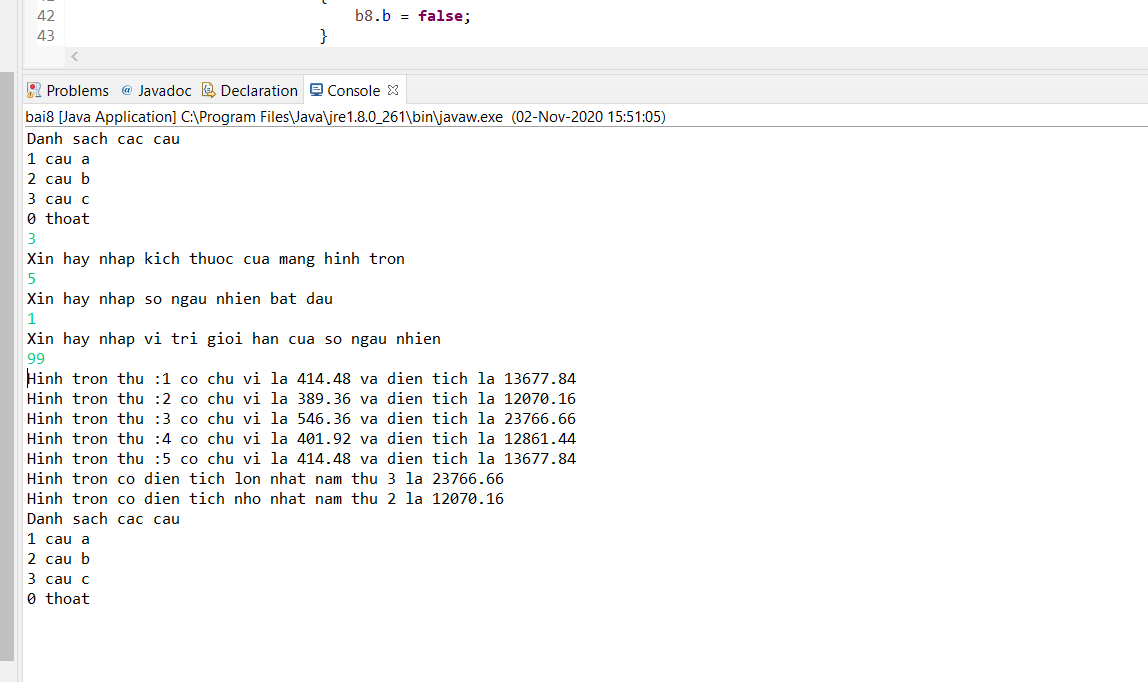 42 b8.b = false;
43 }
Problems @ Javadoc Declaration Console
bai8 [Java Application] C:\Program Files\Java\jre1.8.0_261\bin\javaw.exe (02-Nov-2020 15:51:05)
Danh sach cac cau
1 cau a
2 cau b
3 cau c
0 thoat
3
Xin hay nhap kich thuoc cua mang hinh tron
5
Xin hay nhap so ngau nhien bat dau
1
Xin hay nhap vi tri gioi han cua so ngau nhien
99
Hinh tron thu :1 co chu vi la 414.48 va dien tich la 13677.84
Hinh tron thu :2 co chu vi la 389.36 va dien tich la 12070.16
Hinh tron thu :3 co chu vi la 546.36 va dien tich la 23766.66
Hinh tron thu :4 co chu vi la 401.92 va dien tich la 12861.44
Hinh tron thu :5 co chu vi la 414.48 va dien tich la 13677.84
Hinh tron co dien tich lon nhat nam thu 3 la 23766.66
Hinh tron co dien tich nho nhat nam thu 2 la 12070.16
Danh sach cac cau
1 cau a
2 cau b
3 cau c
0 thoat